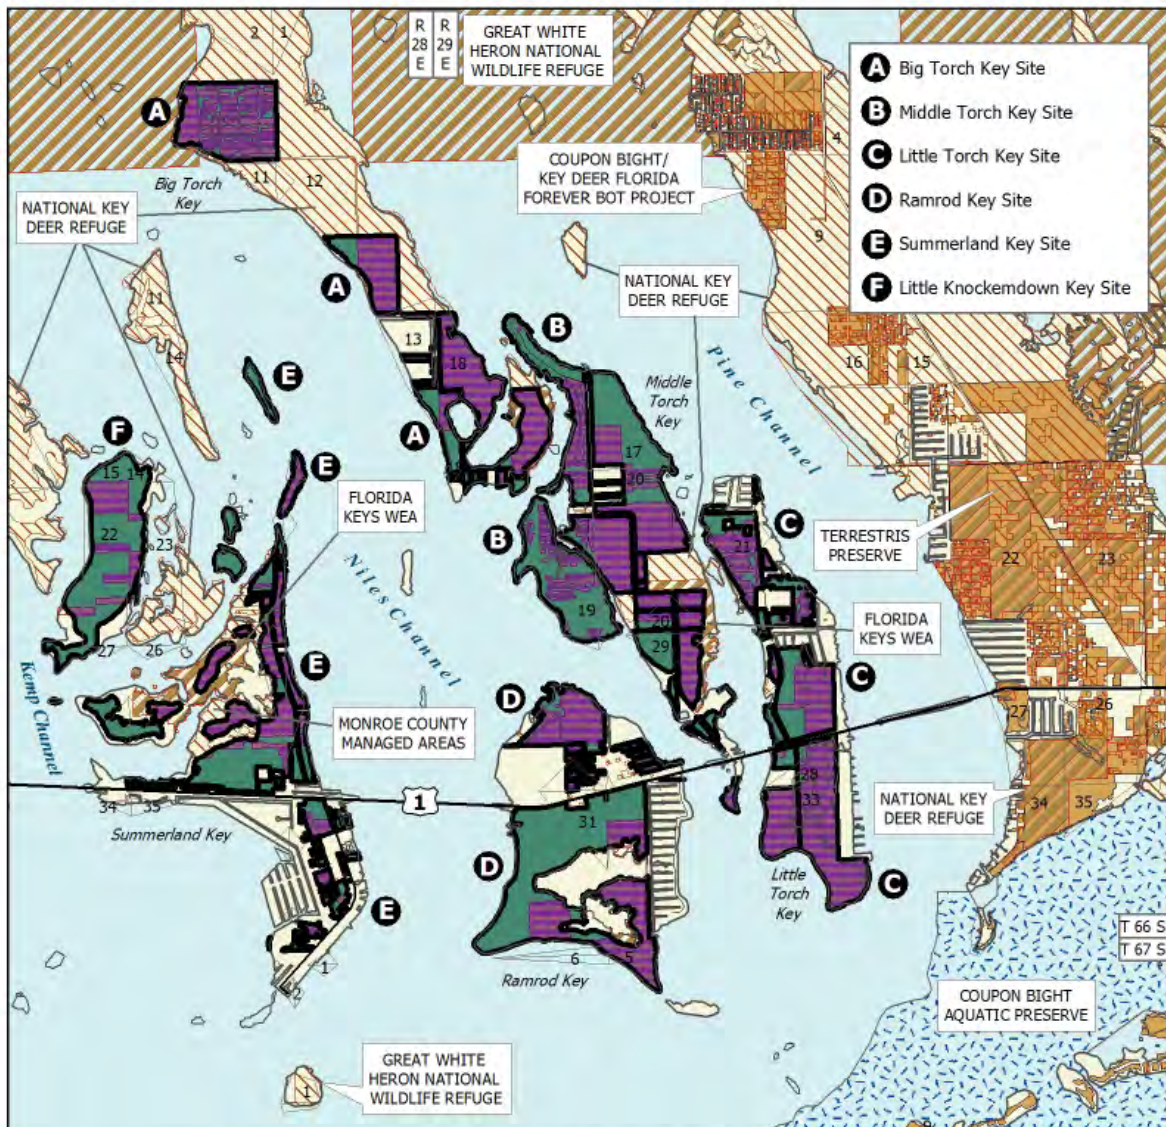 R
28
E
R
29
E
GREAT WHITE
HERON NATIONAL
WILDLIFE REFUGE
A Big Torch Key Site
B Middle Torch Key Site
C Little Torch Key Site
D Ramrod Key Site
E Summerland Key Site
F Little Knockemdown Key Site
2
1
A
4
COUPON BIGHT/
KEY DEER FLORIDA
FOREVER BOT PROJECT
11
12
Big Torch
Key
NATIONAL KEY
DEER REFUGE
9
A
NATIONAL KEY
DEER REFUGE
11
14
13
18
B
16
15
E
Pine Channel
Middle
Torch
Key
A
F
17
15
14
E
20
FLORIDA
KEYS WEA
C
22
23
B
21
TERRESTRIS
PRESERVE
22
23
Niles Channel
19
20
FLORIDA
KEYS WEA
27
26
29
E
C
Kemp Channel
D
MONROE COUNTY
MANAGED AREAS
27
26
28
1
34
35
31
33
NATIONAL KEY
DEER REFUGE
34
35
Summerland Key
D
Little
Torch
Key
C
E
T 66 S
T 67 S
1
2
6
5
Ramrod Key
COUPON BIGHT
AQUATIC PRESERVE
GREAT WHITE
HERON NATIONAL
WILDLIFE REFUGE
1